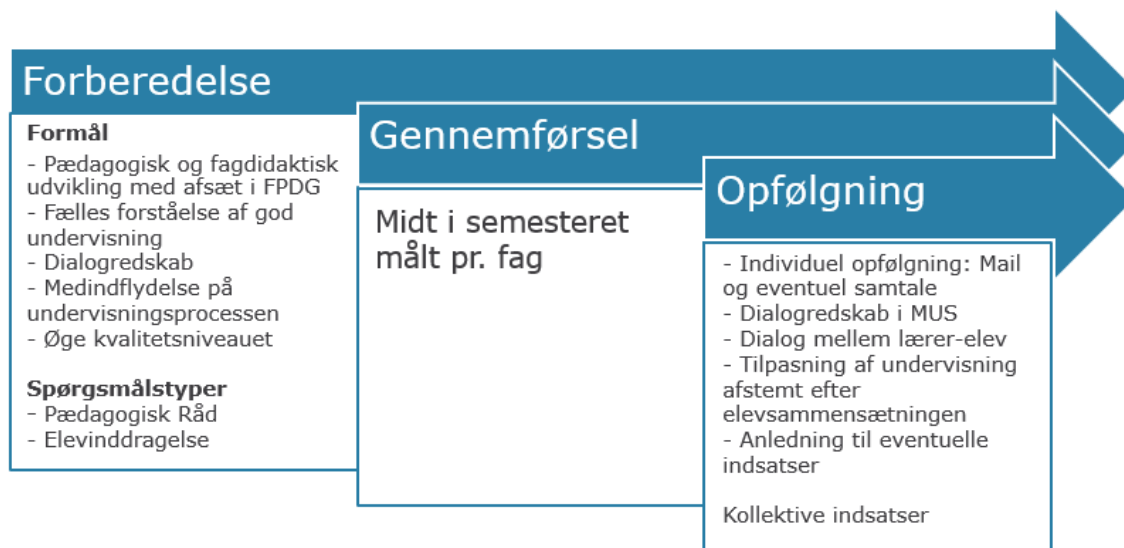 Forberedelse
Formål
- Pædagogisk og fagdidaktisk
udvikling med afsæt i FPDG
- Fælles forståelse af god
undervisning
- Dialogredskab
- Medindflydelse på
undervisningsprocessen
- Øge kvalitetsniveauet
Spørgsmålstyper
- Pædagogisk Råd
- Elevinddragelse
Gennemførsel
Midt i semesteret
målt pr. fag
Opfølgning
- Individuel opfølgning: Mail
og eventuel samtale
- Dialogredskab i MUS
- Dialog mellem lærer-elev
- Tilpasning af undervisning
afstemt efter
elevsammensætningen
- Anledning til eventuelle
indsatser
Kollektive indsatser